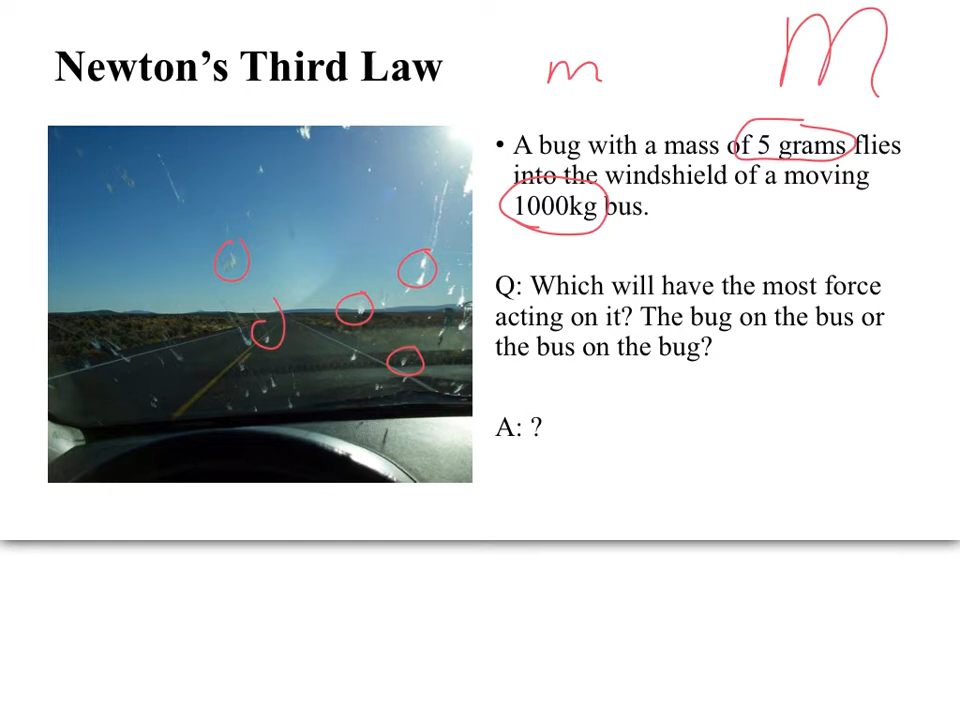 Newton's Third Law
m
M
• A bug with a mass of 5 grams flies
into the windshield of a moving
1000kg bus.
Q: Which will have the most force
acting on it? The bug on the bus or
the bus on the bug?
A: ?